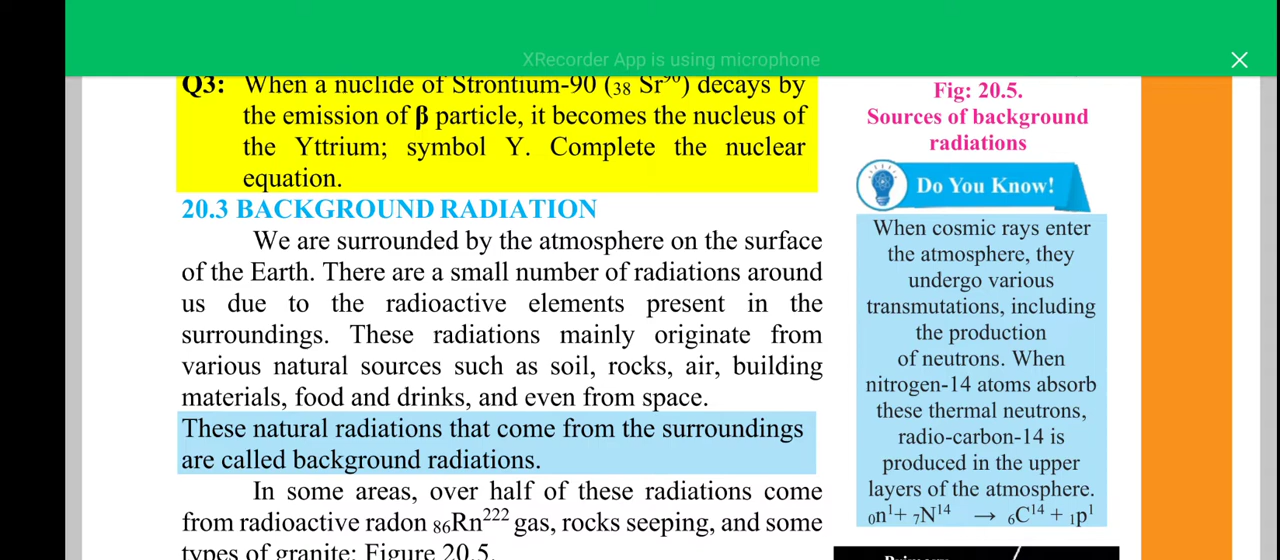 XRecorder App is using microphone
Q3: When a nuclide of Strontium-90 (₃₈ Sr⁹⁰) decays by
the emission of β particle, it becomes the nucleus of
the Yttrium; symbol Y. Complete the nuclear
equation.
20.3 BACKGROUND RADIATION
We are surrounded by the atmosphere on the surface
of the Earth. There are a small number of radiations around
us due to the radioactive elements present in the
surroundings. These radiations mainly originate from
various natural sources such as soil, rocks, air, building
materials, food and drinks, and even from space.
These natural radiations that come from the surroundings
are called background radiations.
In some areas, over half of these radiations come
from radioactive radon ₈₆Rn²²² gas, rocks seeping, and some
types of granite: Figure 20.5.
Fig: 20.5.
Sources of background
radiations
Do You Know!
When cosmic rays enter
the atmosphere, they
undergo various
transmutations, including
the production
of neutrons. When
nitrogen-14 atoms absorb
these thermal neutrons,
radio-carbon-14 is
produced in the upper
layers of the atmosphere.
₀n¹+ ₇N¹⁴ → ₆C¹⁴ + ₁p¹
Primary